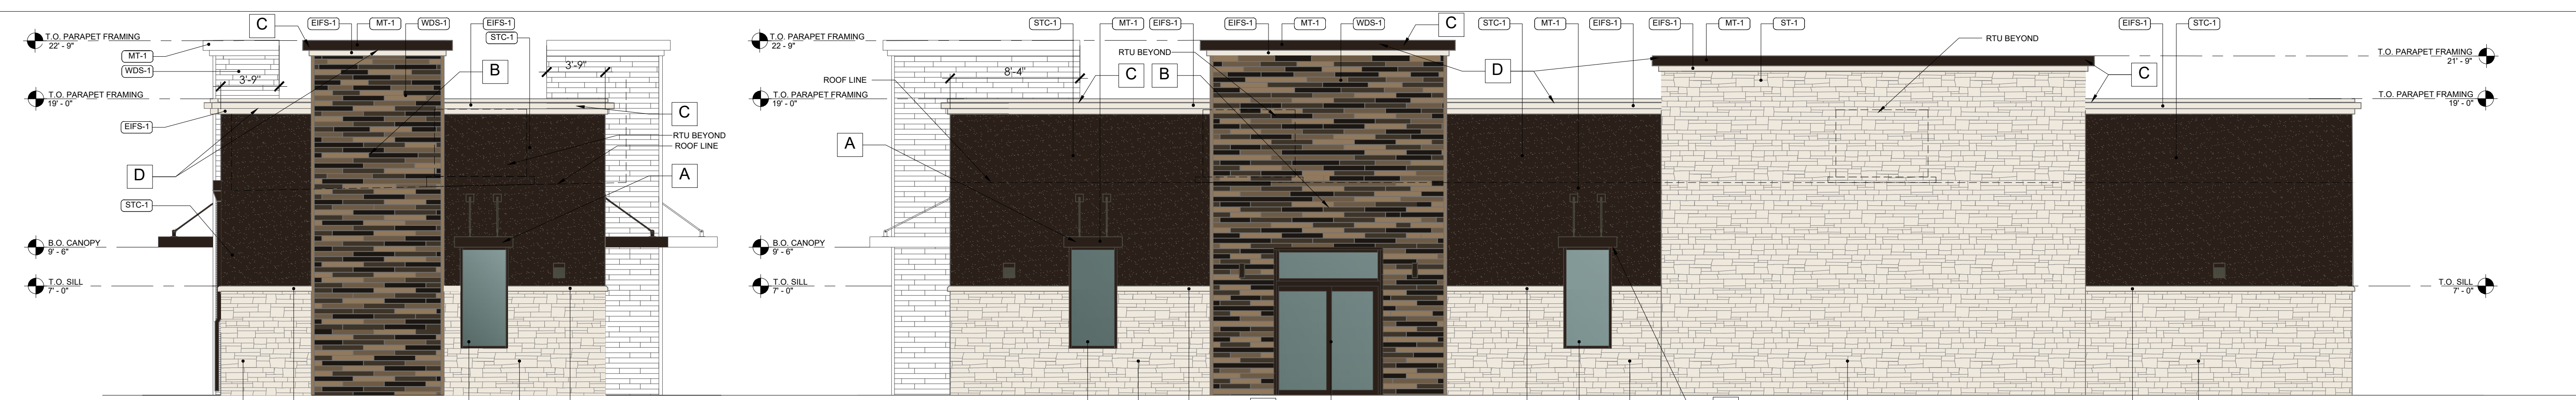 C
EIFS-1
MT-1
WDS-1
EIFS-1
STC-1
T.O. PARAPET FRAMING
22' - 9"
MT-1
WDS-1
3'-9"
3'-9"
B
T.O. PARAPET FRAMING
19' - 0"
EIFS-1
C
RTU BEYOND
ROOF LINE
D
A
STC-1
B.O. CANOPY
9' - 6"
T.O. SILL
7' - 0"
STC-1
MT-1
EIFS-1
EIFS-1
MT-1
WDS-1
C
STC-1
MT-1
EIFS-1
EIFS-1
MT-1
ST-1
EIFS-1
STC-1
T.O. PARAPET FRAMING
22 - 9"
RTU BEYOND
RTU BEYOND
T.O. PARAPET FRAMING
21' - 9"
ROOF LINE
8'-4"
C
B
D
C
T.O. PARAPET FRAMING
19' - 0"
T.O. PARAPET FRAMING
19' - 0"
A
B.O. CANOPY
9' - 6"
T.O. SILL
7' - 0"
T.O. SILL
7' - 0"